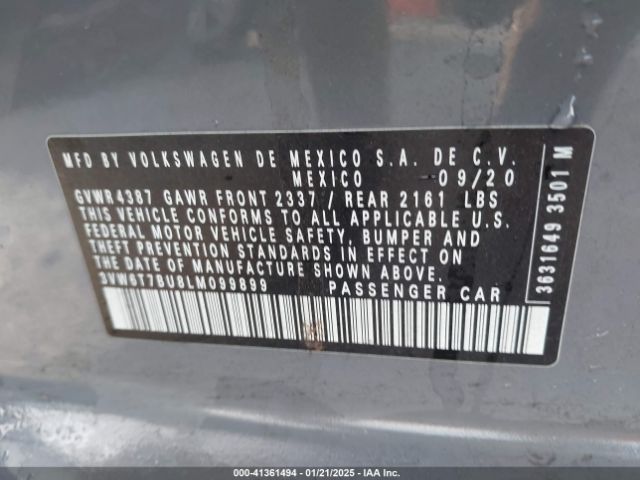 MFD BY VOLKSWAGEN DE MEXICO S.A. DE C.V.
MEXICO 09/20
GVWR 4387 GAWR FRONT 2337 / REAR 2161 LBS
THIS VEHICLE CONFORMS TO ALL APPLICABLE U.S.
FEDERAL MOTOR VEHICLE SAFETY, BUMPER AND
THEFT PREVENTION STANDARDS IN EFFECT ON
THE DATE OF MANUFACTURE SHOWN ABOVE
3VW6T7BU8LM099899 PASSENGER CAR
3631649 3501 M
000-41361494 - 01/21/2025 - IAA Inc.